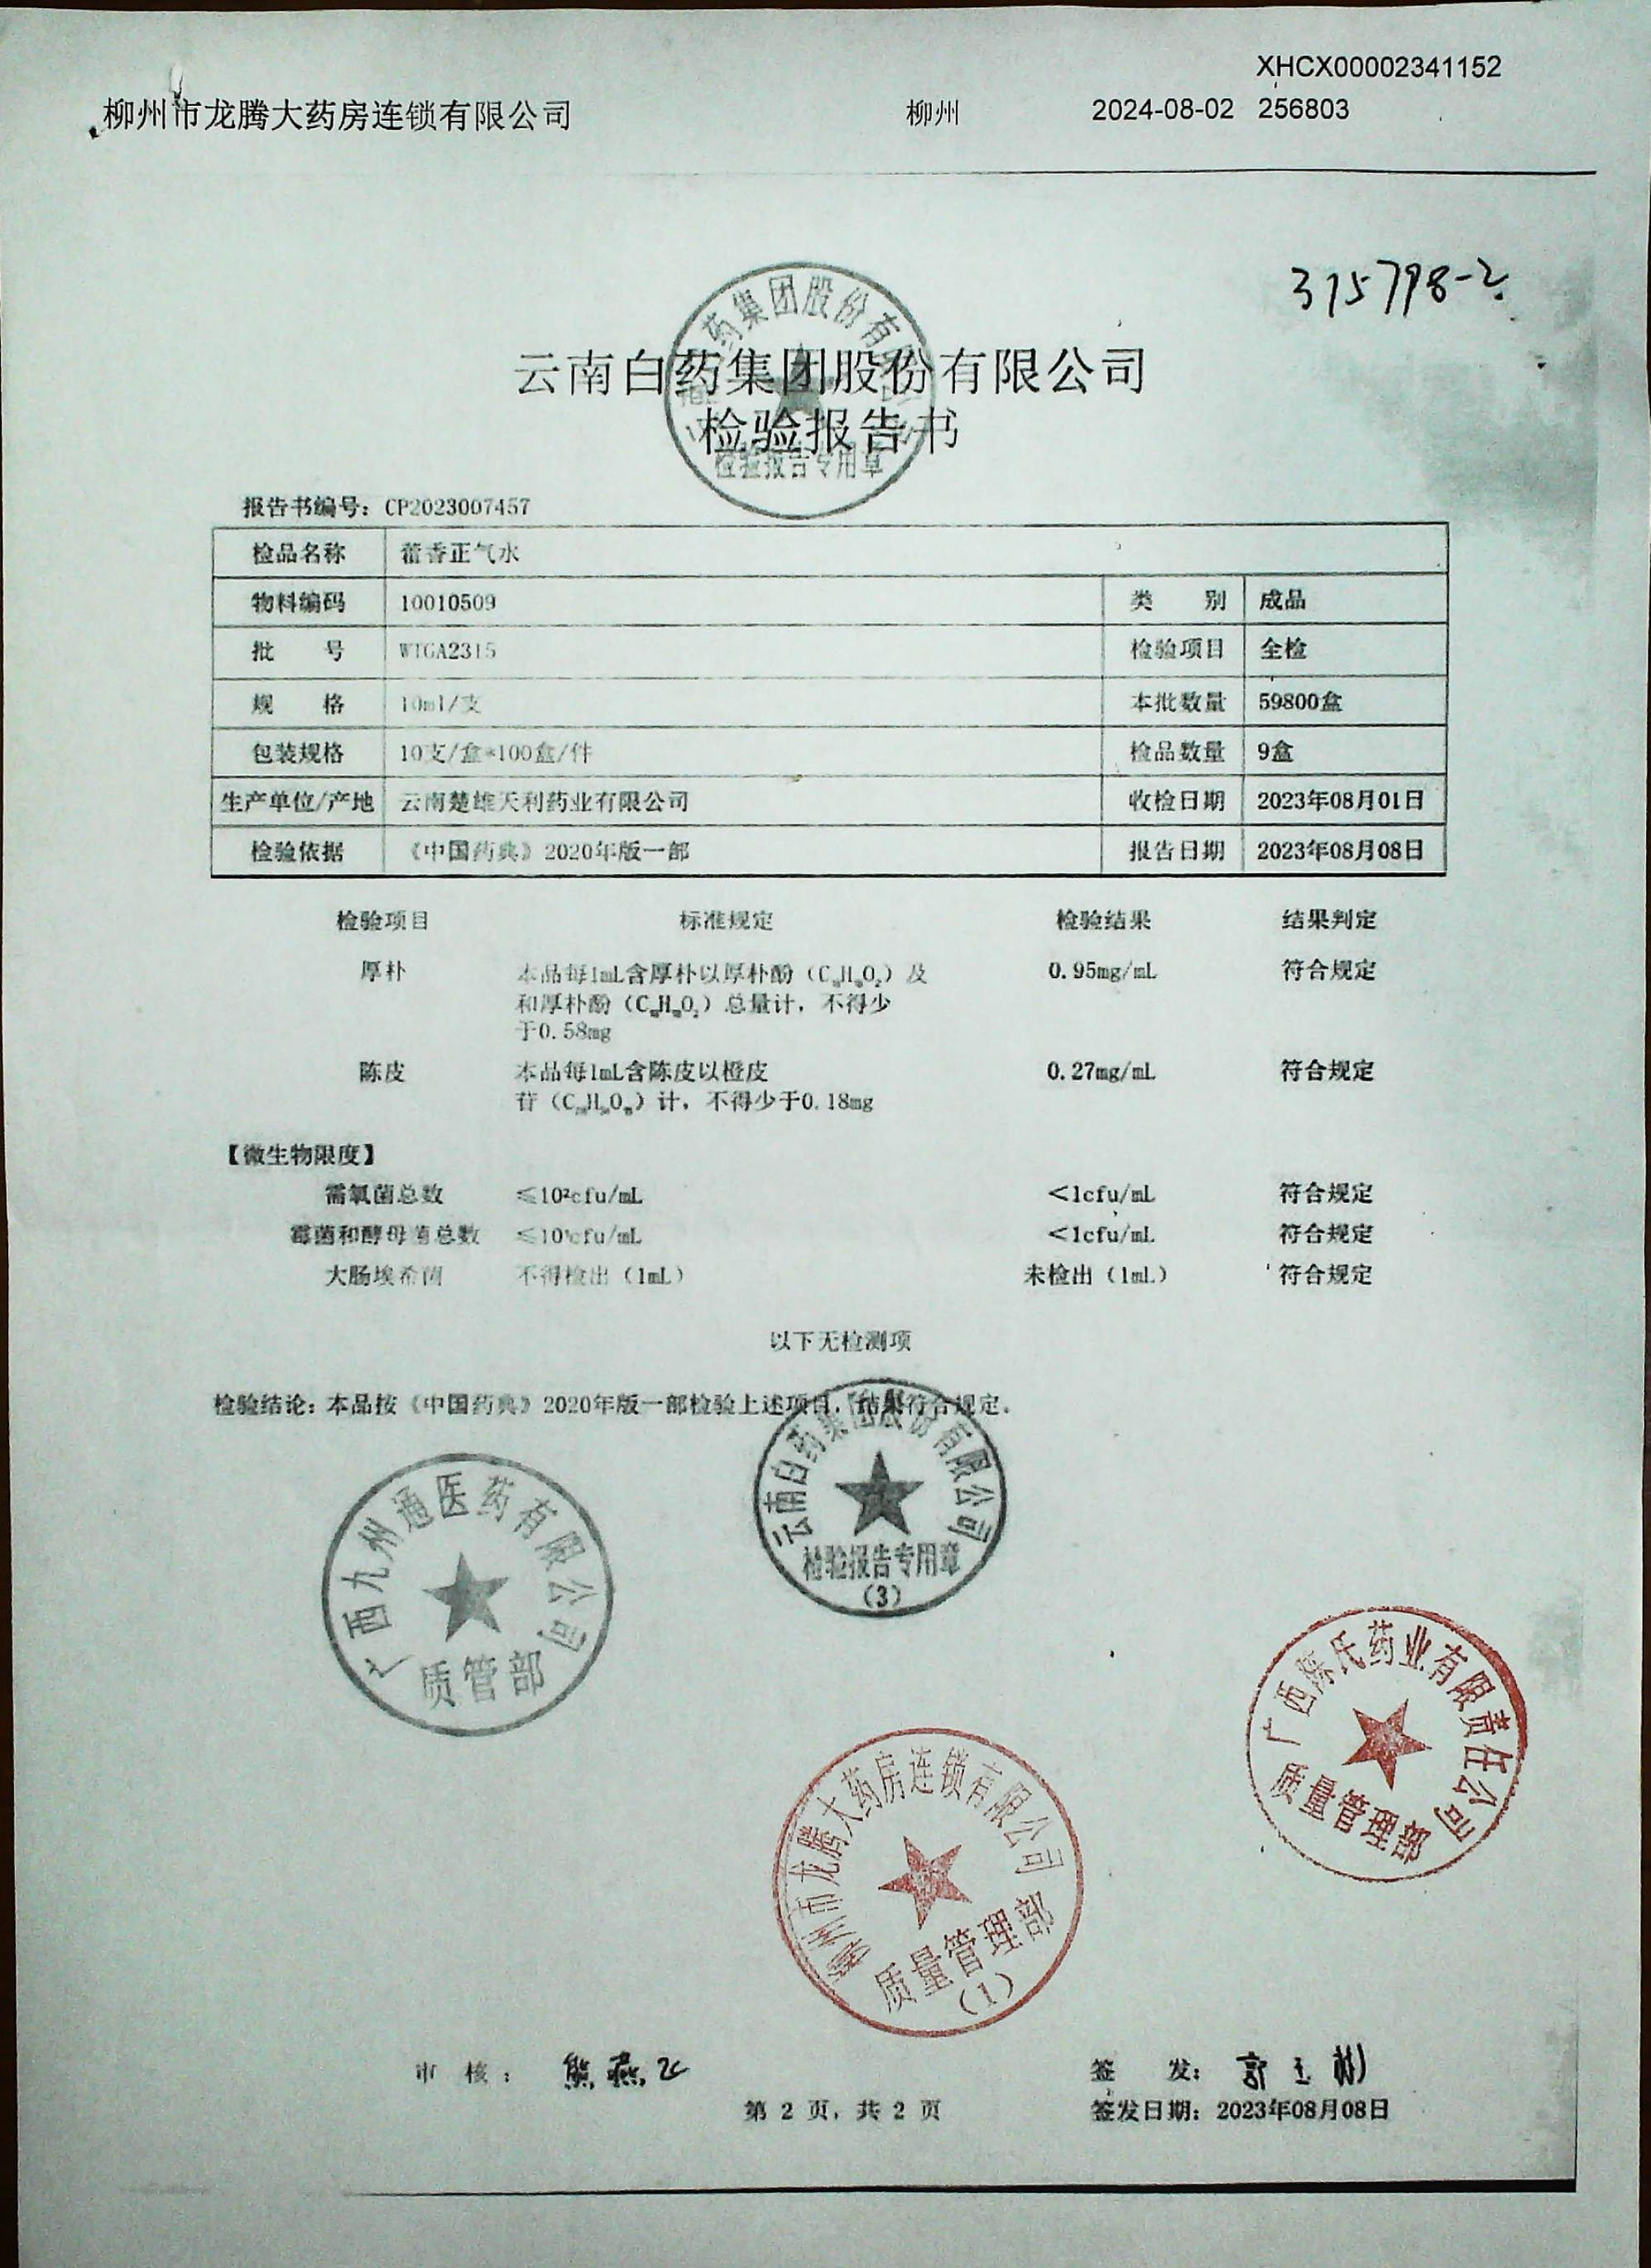 XHCX00002341152
柳州市龙腾大药房连锁有限公司 柳州 2024-08-02 256803
315798-2
云南白药集团股份有限公司
检验报告书
检验报告专用章
报告书编号：CP2023007457
检品名称 藿香正气水
物料编码 10010509 类 别 成品
批 号 WTGA2315 检验项目 全检
规 格 10ml/支 本批数量 59800盒
包装规格 10支/盒*100盒/件 检品数量 9盒
生产单位/产地 云南楚雄天利药业有限公司 收检日期 2023年08月01日
检验依据 《中国药典》2020年版一部 报告日期 2023年08月08日
检验项目 标准规定 检验结果 结果判定
厚朴 本品每1mL含厚朴以厚朴酚（C H O₂）及 0.95mg/mL 符合规定
和厚朴酚（C H O₂）总量计，不得少
于0.58mg
陈皮 本品每1mL含陈皮以橙皮 0.27mg/mL 符合规定
苷（C H O ）计，不得少于0.18mg
【微生物限度】
需氧菌总数 ≤10²cfu/mL <1cfu/mL 符合规定
霉菌和酵母菌总数 ≤10¹cfu/mL <1cfu/mL 符合规定
大肠埃希菌 不得检出（1mL） 未检出（1mL） 符合规定
以下无检测项
检验结论：本品按《中国药典》2020年版一部检验上述项目，结果符合规定。
云南白药集团股份有限公司
检验报告专用章
（3）
广西九州通医药有限公司
质管部
广西陈氏药业有限责任公司
质量管理部
柳州市龙腾大药房连锁有限公司
质量管理部
（1）
审 核： 熊燕飞 签 发：
第 2 页，共 2 页 签发日期：2023年08月08日